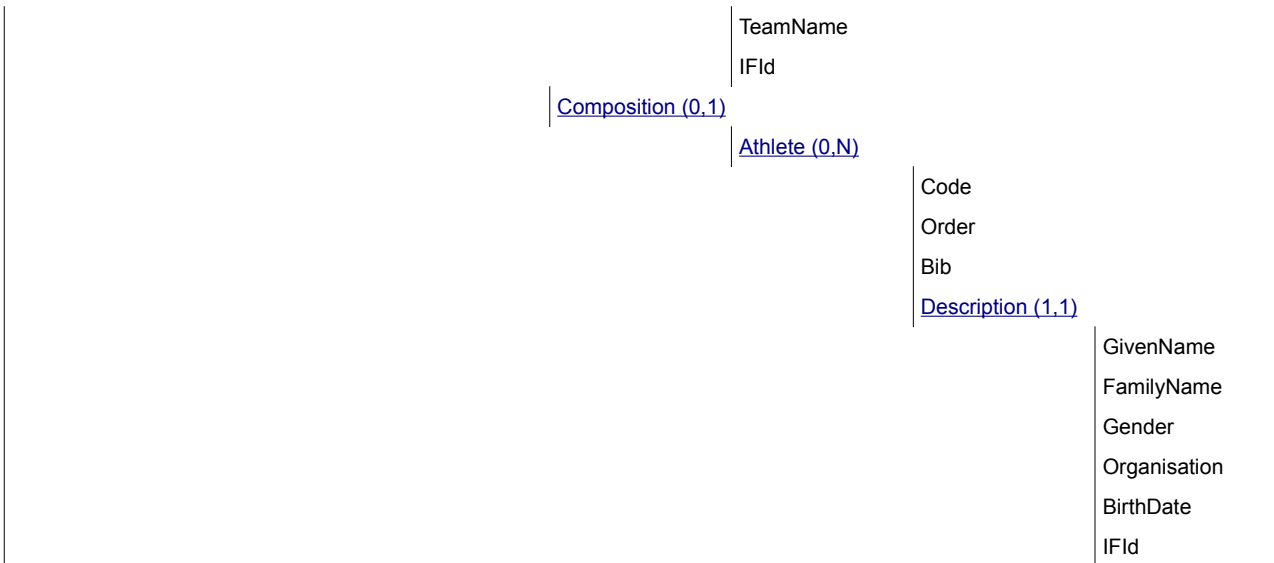 TeamName
IFId
Composition (0,1)
Athlete (0,N)
Code
Order
Bib
Description (1,1)
GivenName
FamilyName
Gender
Organisation
BirthDate
IFId